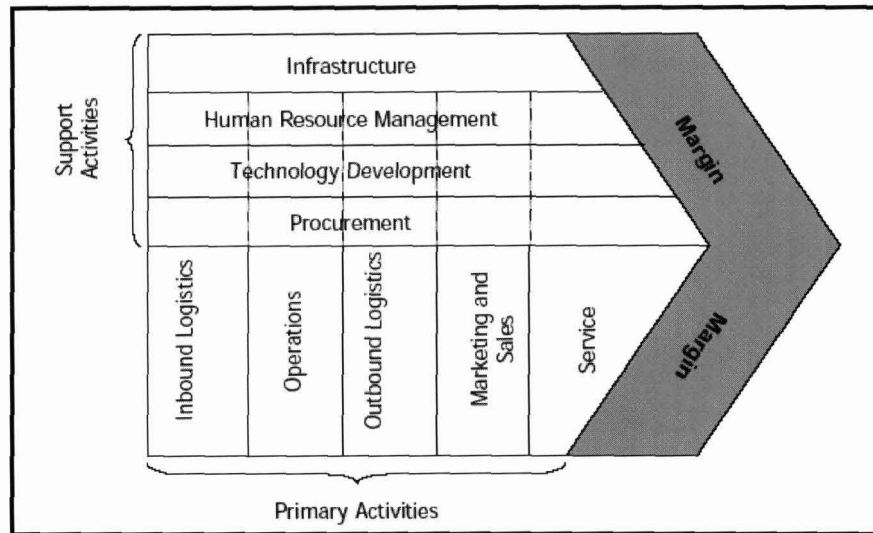 Support
Activities
Infrastructure
Human Resource Management
Technology Development
Procurement
Inbound Logistics
Operations
Outbound Logistics
Marketing and
Sales
Service
Margin
Margin
Primary Activities